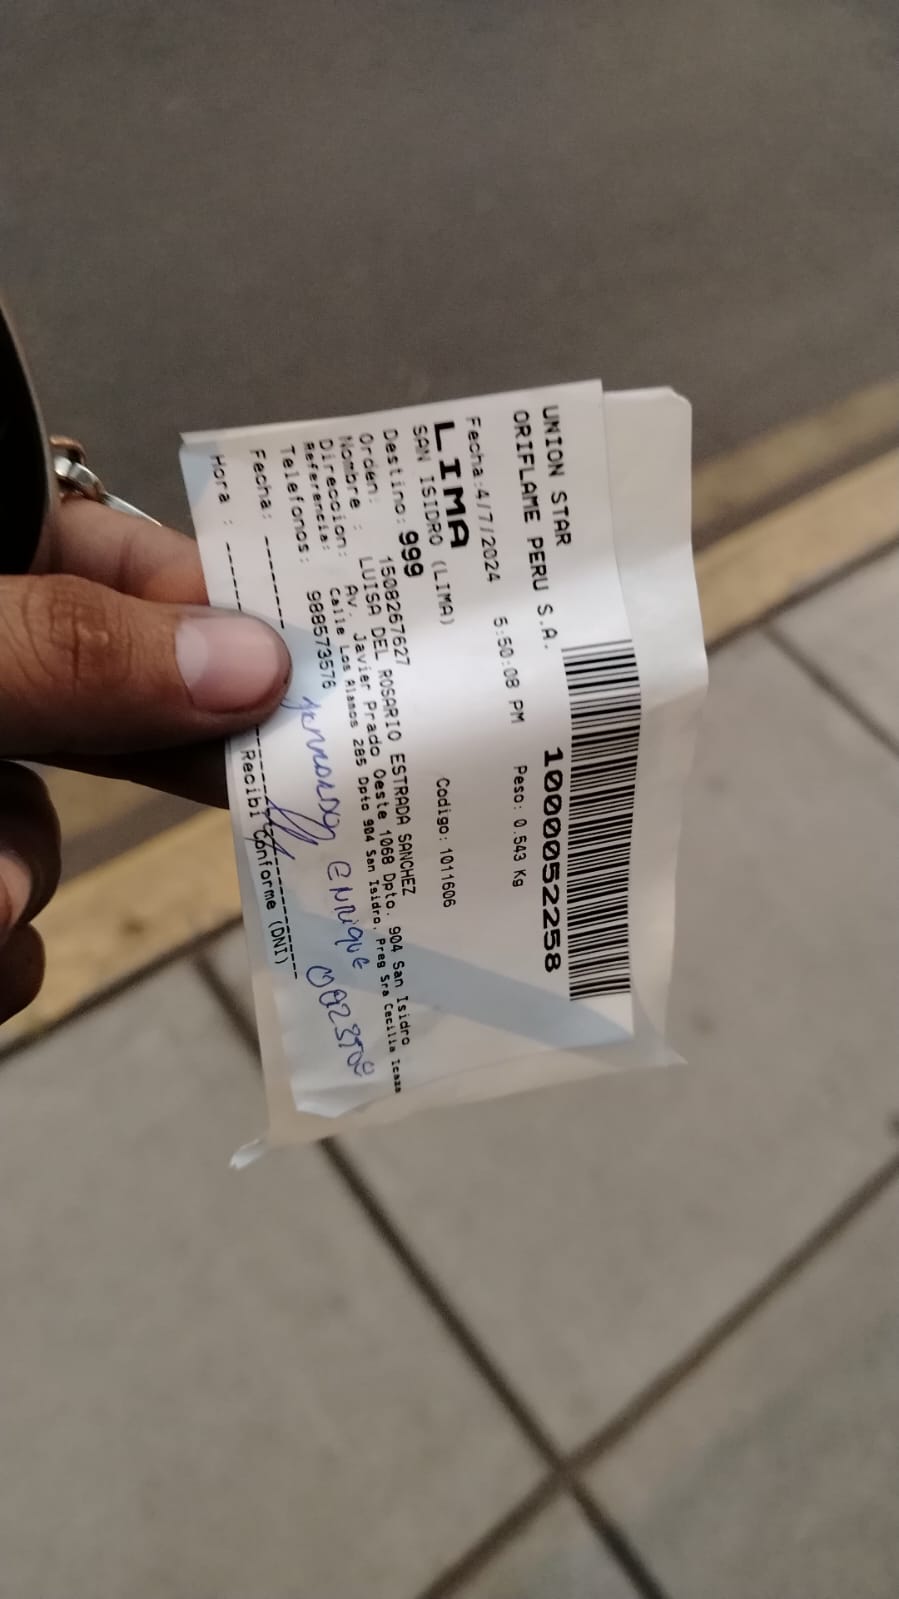 UNION STAR
ORIFLAME PERU S.A.
1000052258
Fecha:4/7/2024 5:50:08 PM Peso: 0.543 Kg
LIMA
SAN ISIDRO (LIMA) Codigo: 1011606
Destino: 999
Orden: 1508267627
Nombre : LUISA DEL ROSARIO ESTRADA SANCHEZ
Direccion: Av. Javier Prado Oeste 1068 Dpto. 904 San Isidro
Referencia: Calle Los Alamos 285 Dpto 904 San Isidro. Preg Sra Cecilia Icaza
Telefonos: 988573576
Enrique
Fecha:
Hora :
Recibi Conforme (DNI)